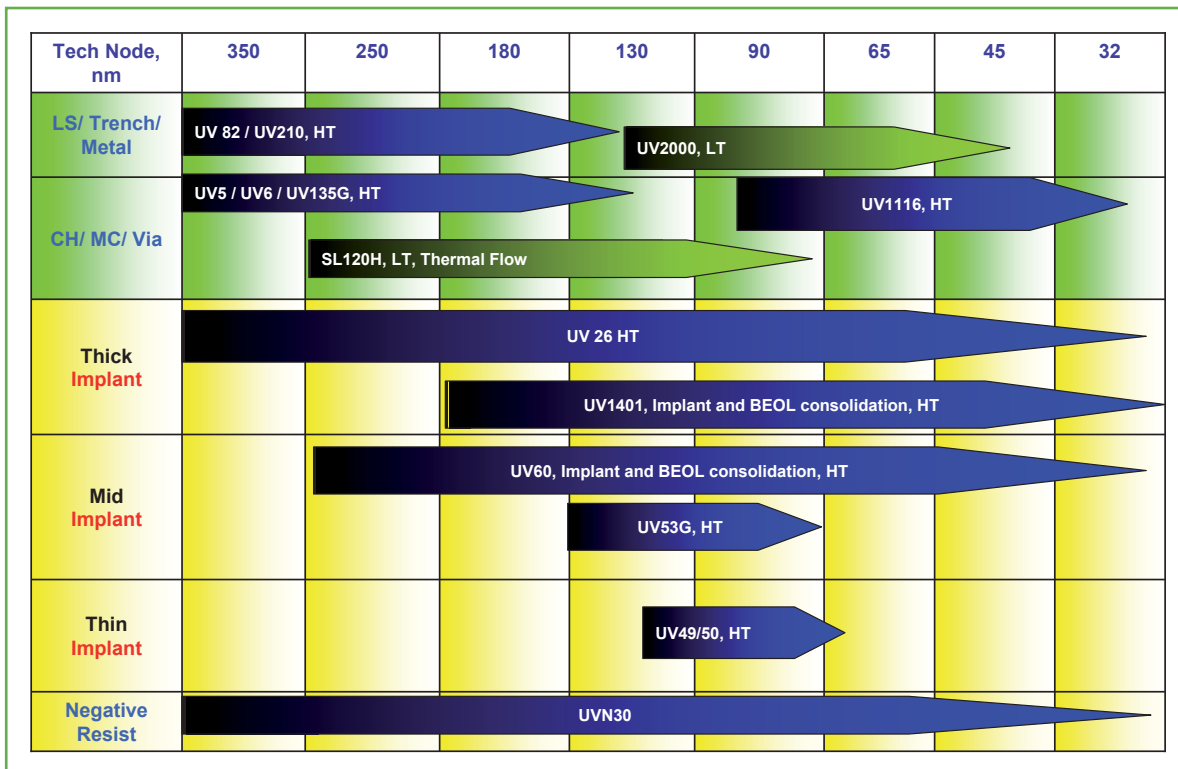 Tech Node,
nm
350
250
180
130
90
65
45
32
LS/ Trench/
Metal
UV 82 / UV210, HT
UV2000, LT
CH/ MC/ Via
UV5 / UV6 / UV135G, HT
UV1116, HT
SL120H, LT, Thermal Flow
Thick
Implant
UV 26 HT
UV1401, Implant and BEOL consolidation, HT
Mid
Implant
UV60, Implant and BEOL consolidation, HT
UV53G, HT
Thin
Implant
UV49/50, HT
Negative
Resist
UVN30